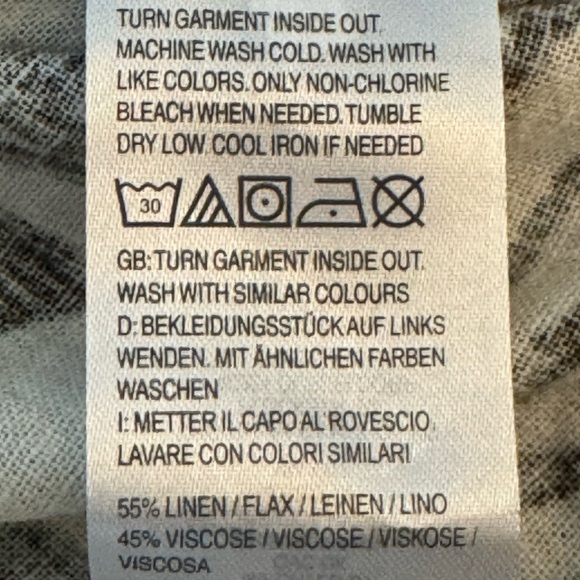 TURN GARMENT INSIDE OUT.
MACHINE WASH COLD. WASH WITH
LIKE COLORS. ONLY NON-CHLORINE
BLEACH WHEN NEEDED. TUMBLE
DRY LOW. COOL IRON IF NEEDED
30
GB: TURN GARMENT INSIDE OUT.
WASH WITH SIMILAR COLOURS
D: BEKLEIDUNGSSTÜCK AUF LINKS
WENDEN. MIT ÄHNLICHEN FARBEN
WASCHEN
I: METTERE IL CAPO AL ROVESCIO.
LAVARE CON COLORI SIMILARI
55% LINEN / FLAX / LEINEN / LINO
45% VISCOSE / VISCOSE / VISKOSE /
VISCOSA